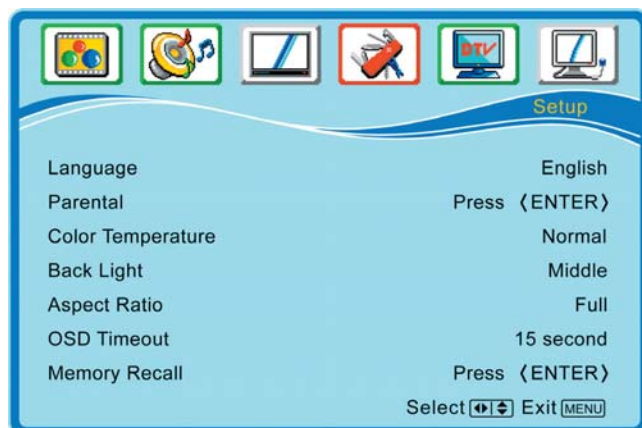 DTV
Setup
Language English
Parental Press 〈ENTER〉
Color Temperature Normal
Back Light Middle
Aspect Ratio Full
OSD Timeout 15 second
Memory Recall Press 〈ENTER〉
Select Exit MENU